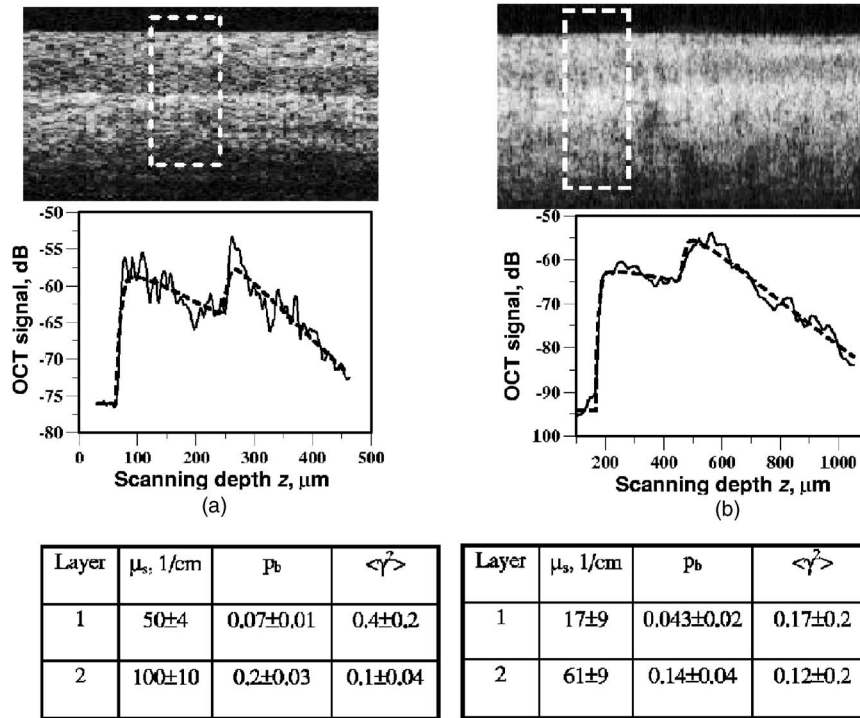 -50
-55
-60
-65
-70
-75
-80
OCT signal, dB
0 100 200 300 400 500
Scanning depth z, μm
(a)
-50
-60
-70
-80
-90
100
OCT signal, dB
200 400 600 800 1000
Scanning depth z, μm
(b)
Layer μs, 1/cm pb <γ²>
1 50±4 0.07±0.01 0.4±0.2
2 100±10 0.2±0.03 0.1±0.04
Layer μs, 1/cm pb <γ²>
1 17±9 0.043±0.02 0.17±0.2
2 61±9 0.14±0.04 0.12±0.2